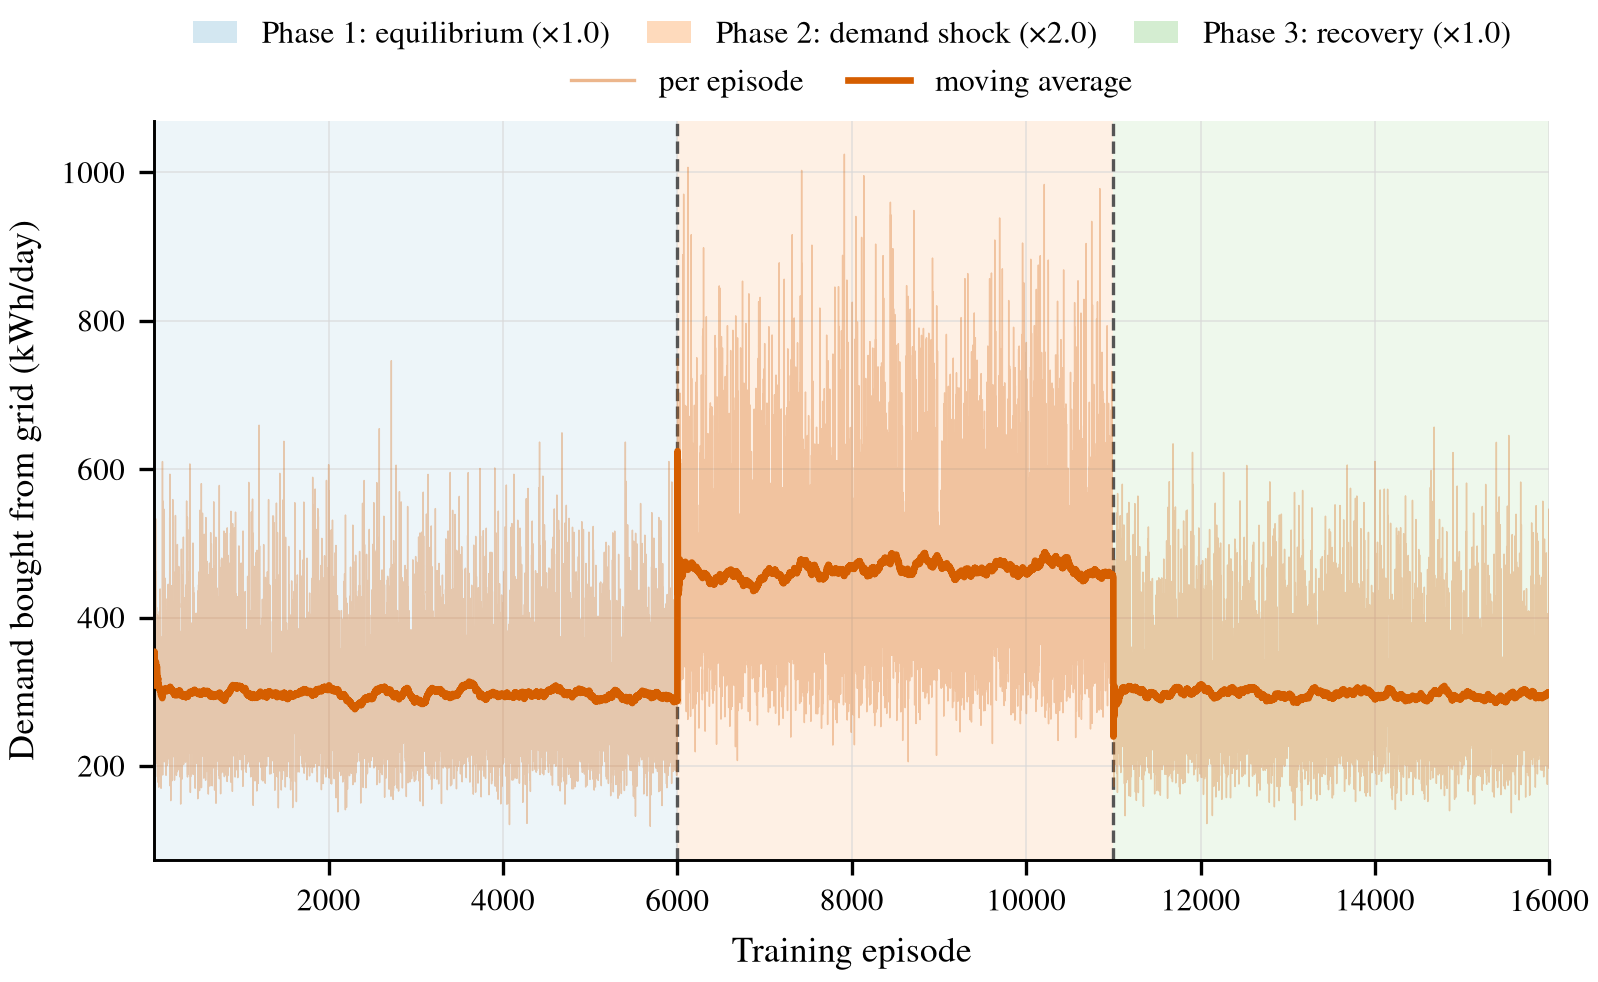 Phase 1: equilibrium (×1.0) Phase 2: demand shock (×2.0) Phase 3: recovery (×1.0)
per episode moving average
Demand bought from grid (kWh/day)
1000
800
600
400
200
2000 4000 6000 8000 10000 12000 14000 16000
Training episode